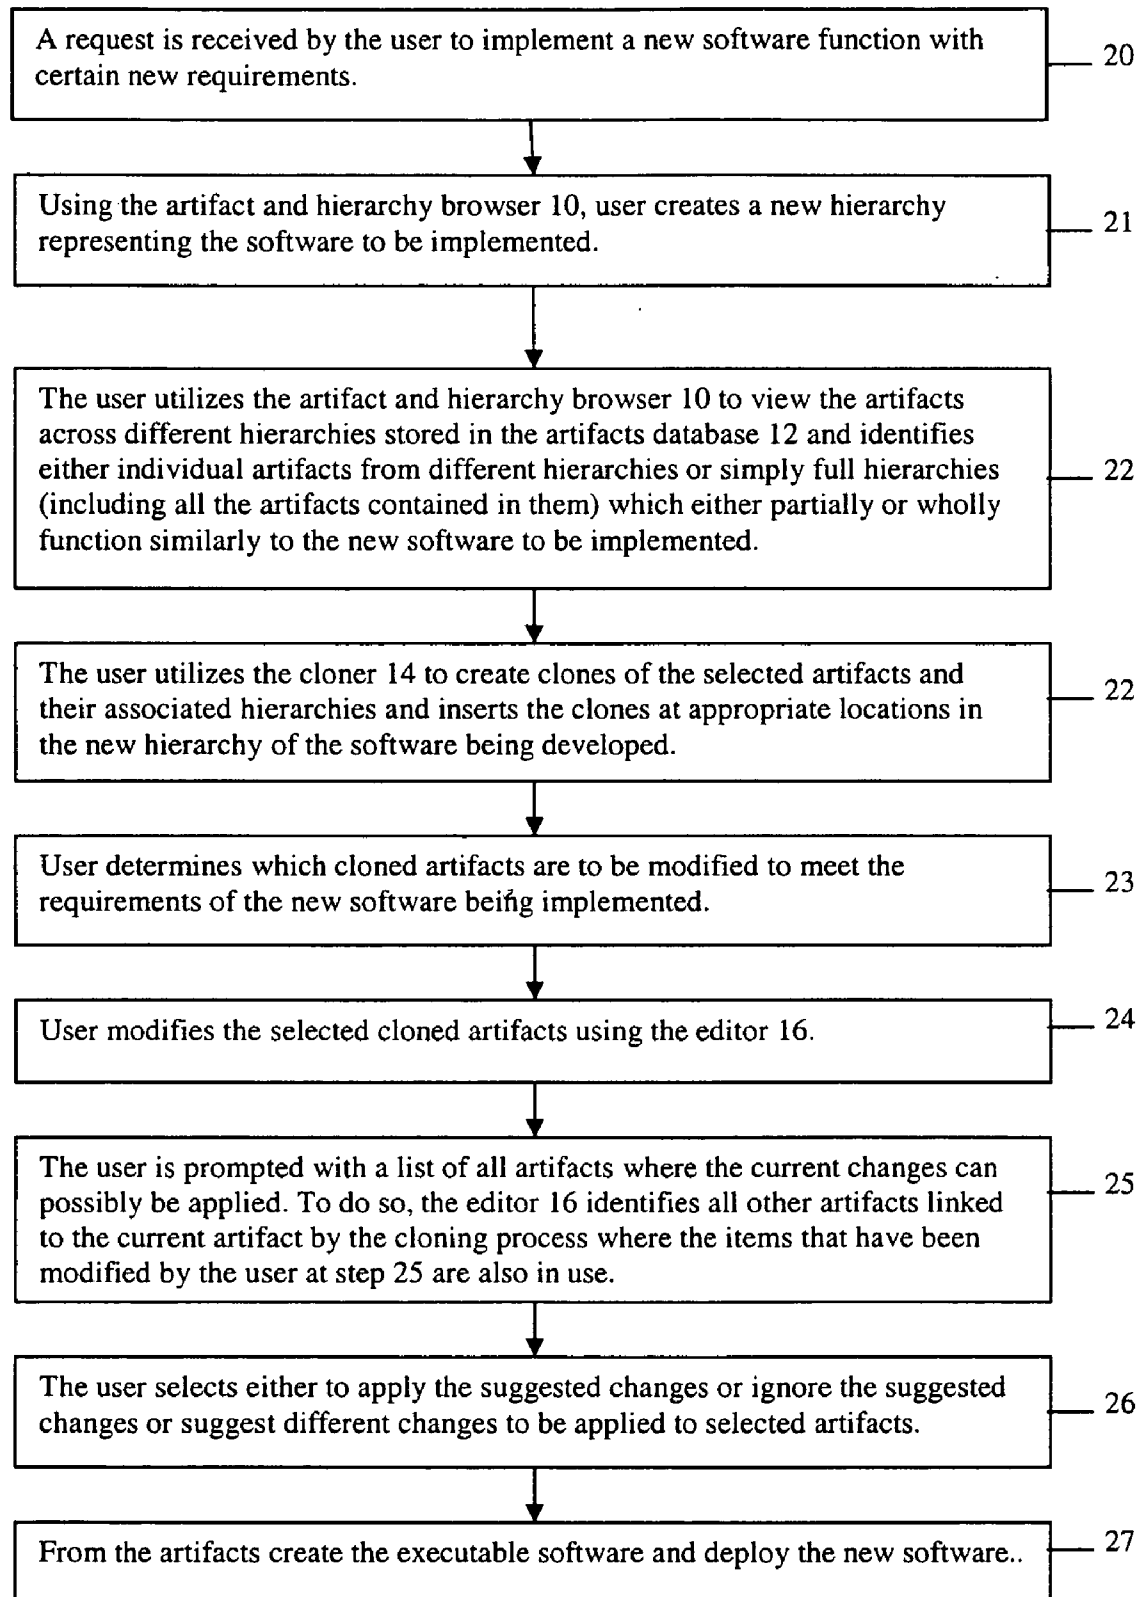 A request is received by the user to implement a new software function with
certain new requirements.
20
Using the artifact and hierarchy browser 10, user creates a new hierarchy
representing the software to be implemented.
21
The user utilizes the artifact and hierarchy browser 10 to view the artifacts
across different hierarchies stored in the artifacts database 12 and identifies
either individual artifacts from different hierarchies or simply full hierarchies
(including all the artifacts contained in them) which either partially or wholly
function similarly to the new software to be implemented.
22
The user utilizes the cloner 14 to create clones of the selected artifacts and
their associated hierarchies and inserts the clones at appropriate locations in
the new hierarchy of the software being developed.
22
User determines which cloned artifacts are to be modified to meet the
requirements of the new software being implemented.
23
User modifies the selected cloned artifacts using the editor 16.
24
The user is prompted with a list of all artifacts where the current changes can
possibly be applied. To do so, the editor 16 identifies all other artifacts linked
to the current artifact by the cloning process where the items that have been
modified by the user at step 25 are also in use.
25
The user selects either to apply the suggested changes or ignore the suggested
changes or suggest different changes to be applied to selected artifacts.
26
From the artifacts create the executable software and deploy the new software..
27